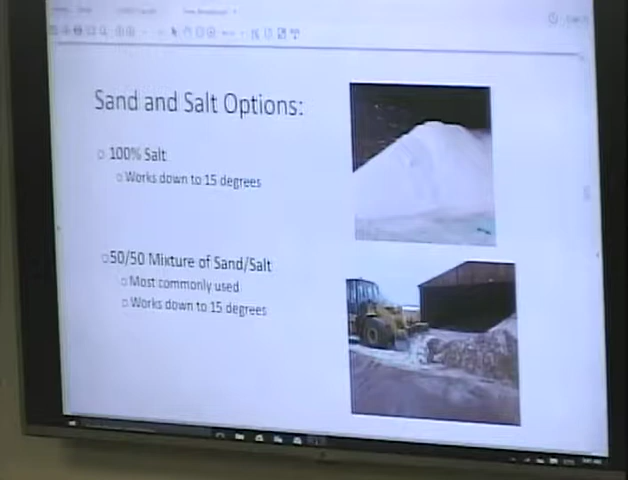 Sand and Salt Options:
100% Salt
Works down to 15 degrees
50/50 Mixture of Sand/Salt
Most commonly used
Works down to 15 degrees